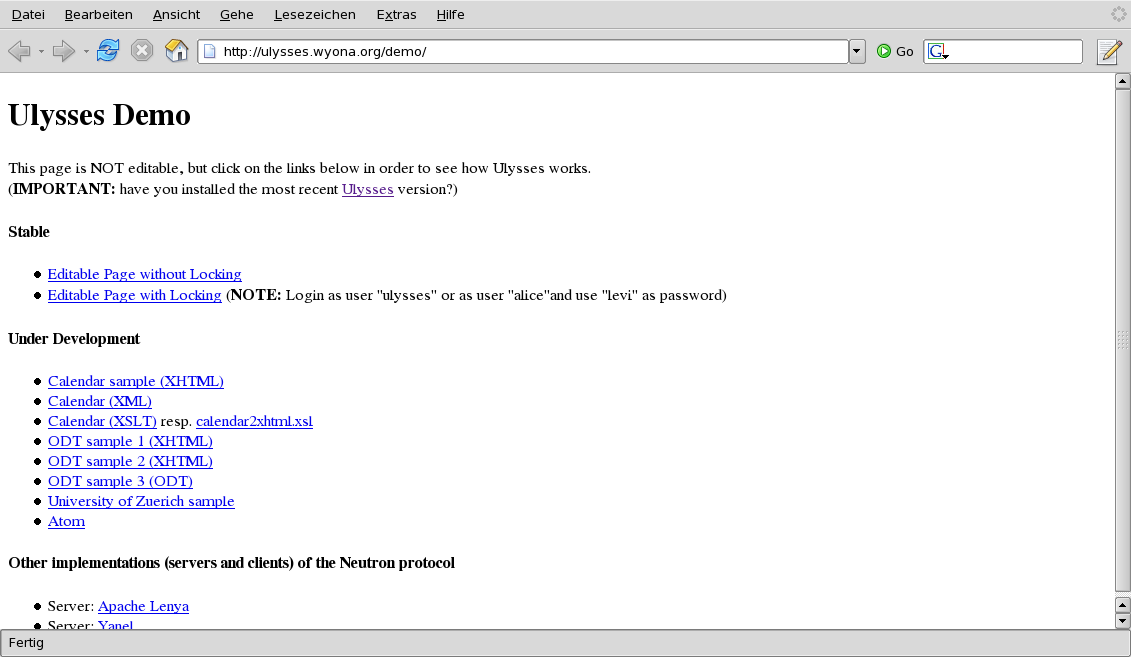 Datei Bearbeiten Ansicht Gehe Lesezeichen Extras Hilfe
http://ulysses.wyona.org/demo/ Go G
Ulysses Demo
This page is NOT editable, but click on the links below in order to see how Ulysses works.
(IMPORTANT: have you installed the most recent Ulysses version?)
Stable
Editable Page without Locking
Editable Page with Locking (NOTE: Login as user "ulysses" or as user "alice"and use "levi" as password)
Under Development
Calendar sample (XHTML)
Calendar (XML)
Calendar (XSLT) resp. calendar2xhtml.xsl
ODT sample 1 (XHTML)
ODT sample 2 (XHTML)
ODT sample 3 (ODT)
University of Zuerich sample
Atom
Other implementations (servers and clients) of the Neutron protocol
Server: Apache Lenya
Server: Yanel
Fertig